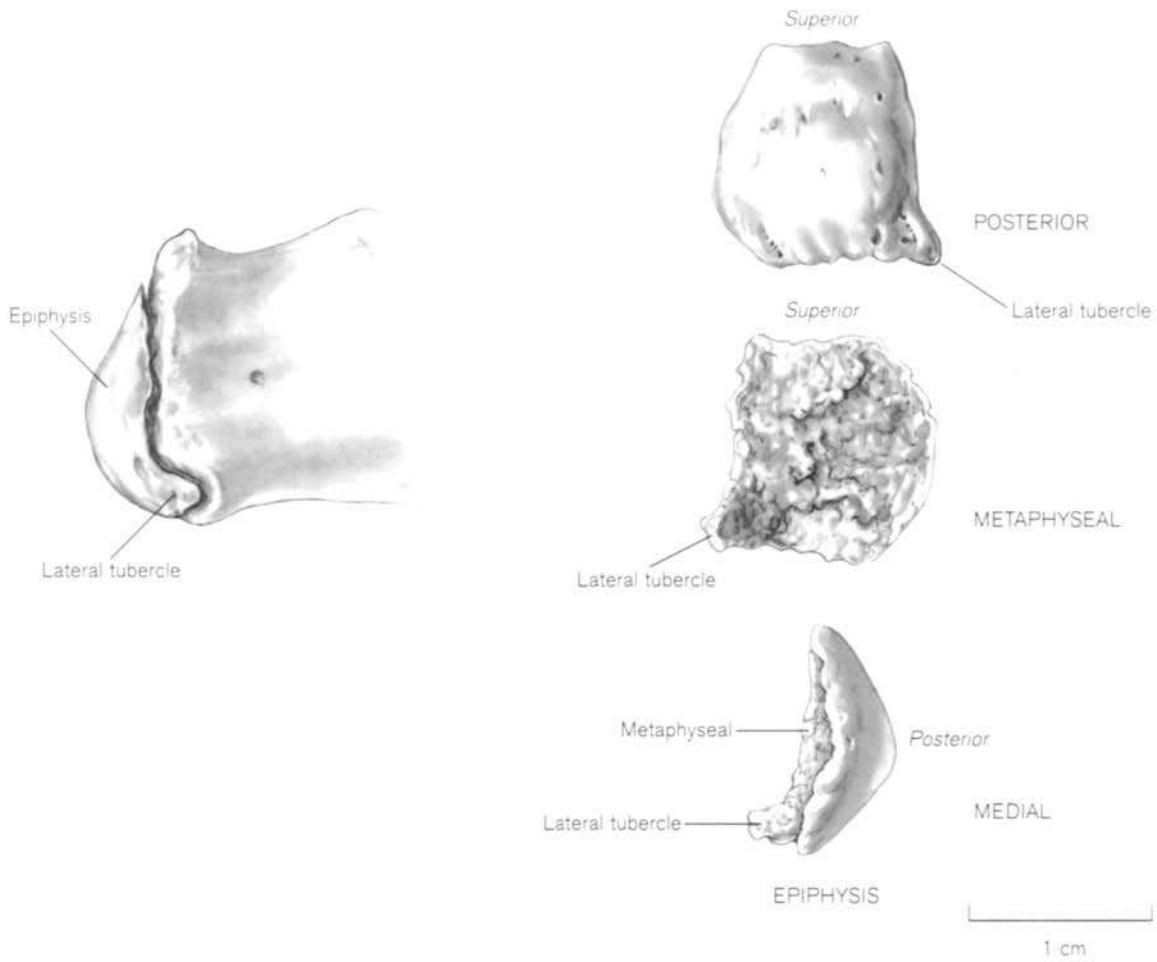 Epiphysis
Lateral tubercle
Superior
POSTERIOR
Lateral tubercle
Superior
METAPHYSEAL
Lateral tubercle
Metaphyseal
Posterior
Lateral tubercle
MEDIAL
EPIPHYSIS
1 cm